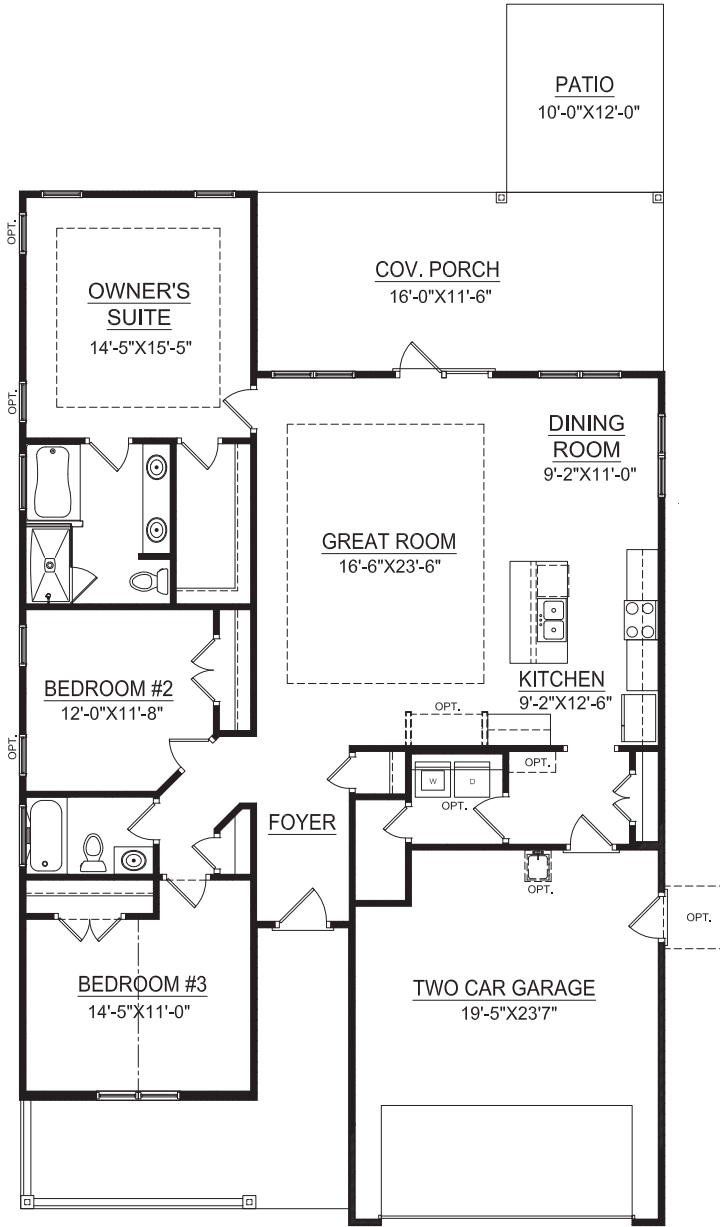 PATIO
10'-0"X12'-0"
OPT.
COV. PORCH
16'-0"X11'-6"
OWNER'S
SUITE
14'-5"X15'-5"
OPT.
DINING
ROOM
9'-2"X11'-0"
GREAT ROOM
16'-6"X23'-6"
BEDROOM #2
12'-0"X11'-8"
KITCHEN
9'-2"X12'-6"
OPT.
OPT.
OPT.
W
D
OPT.
FOYER
OPT.
OPT.
BEDROOM #3
14'-5"X11'-0"
TWO CAR GARAGE
19'-5"X23'7"